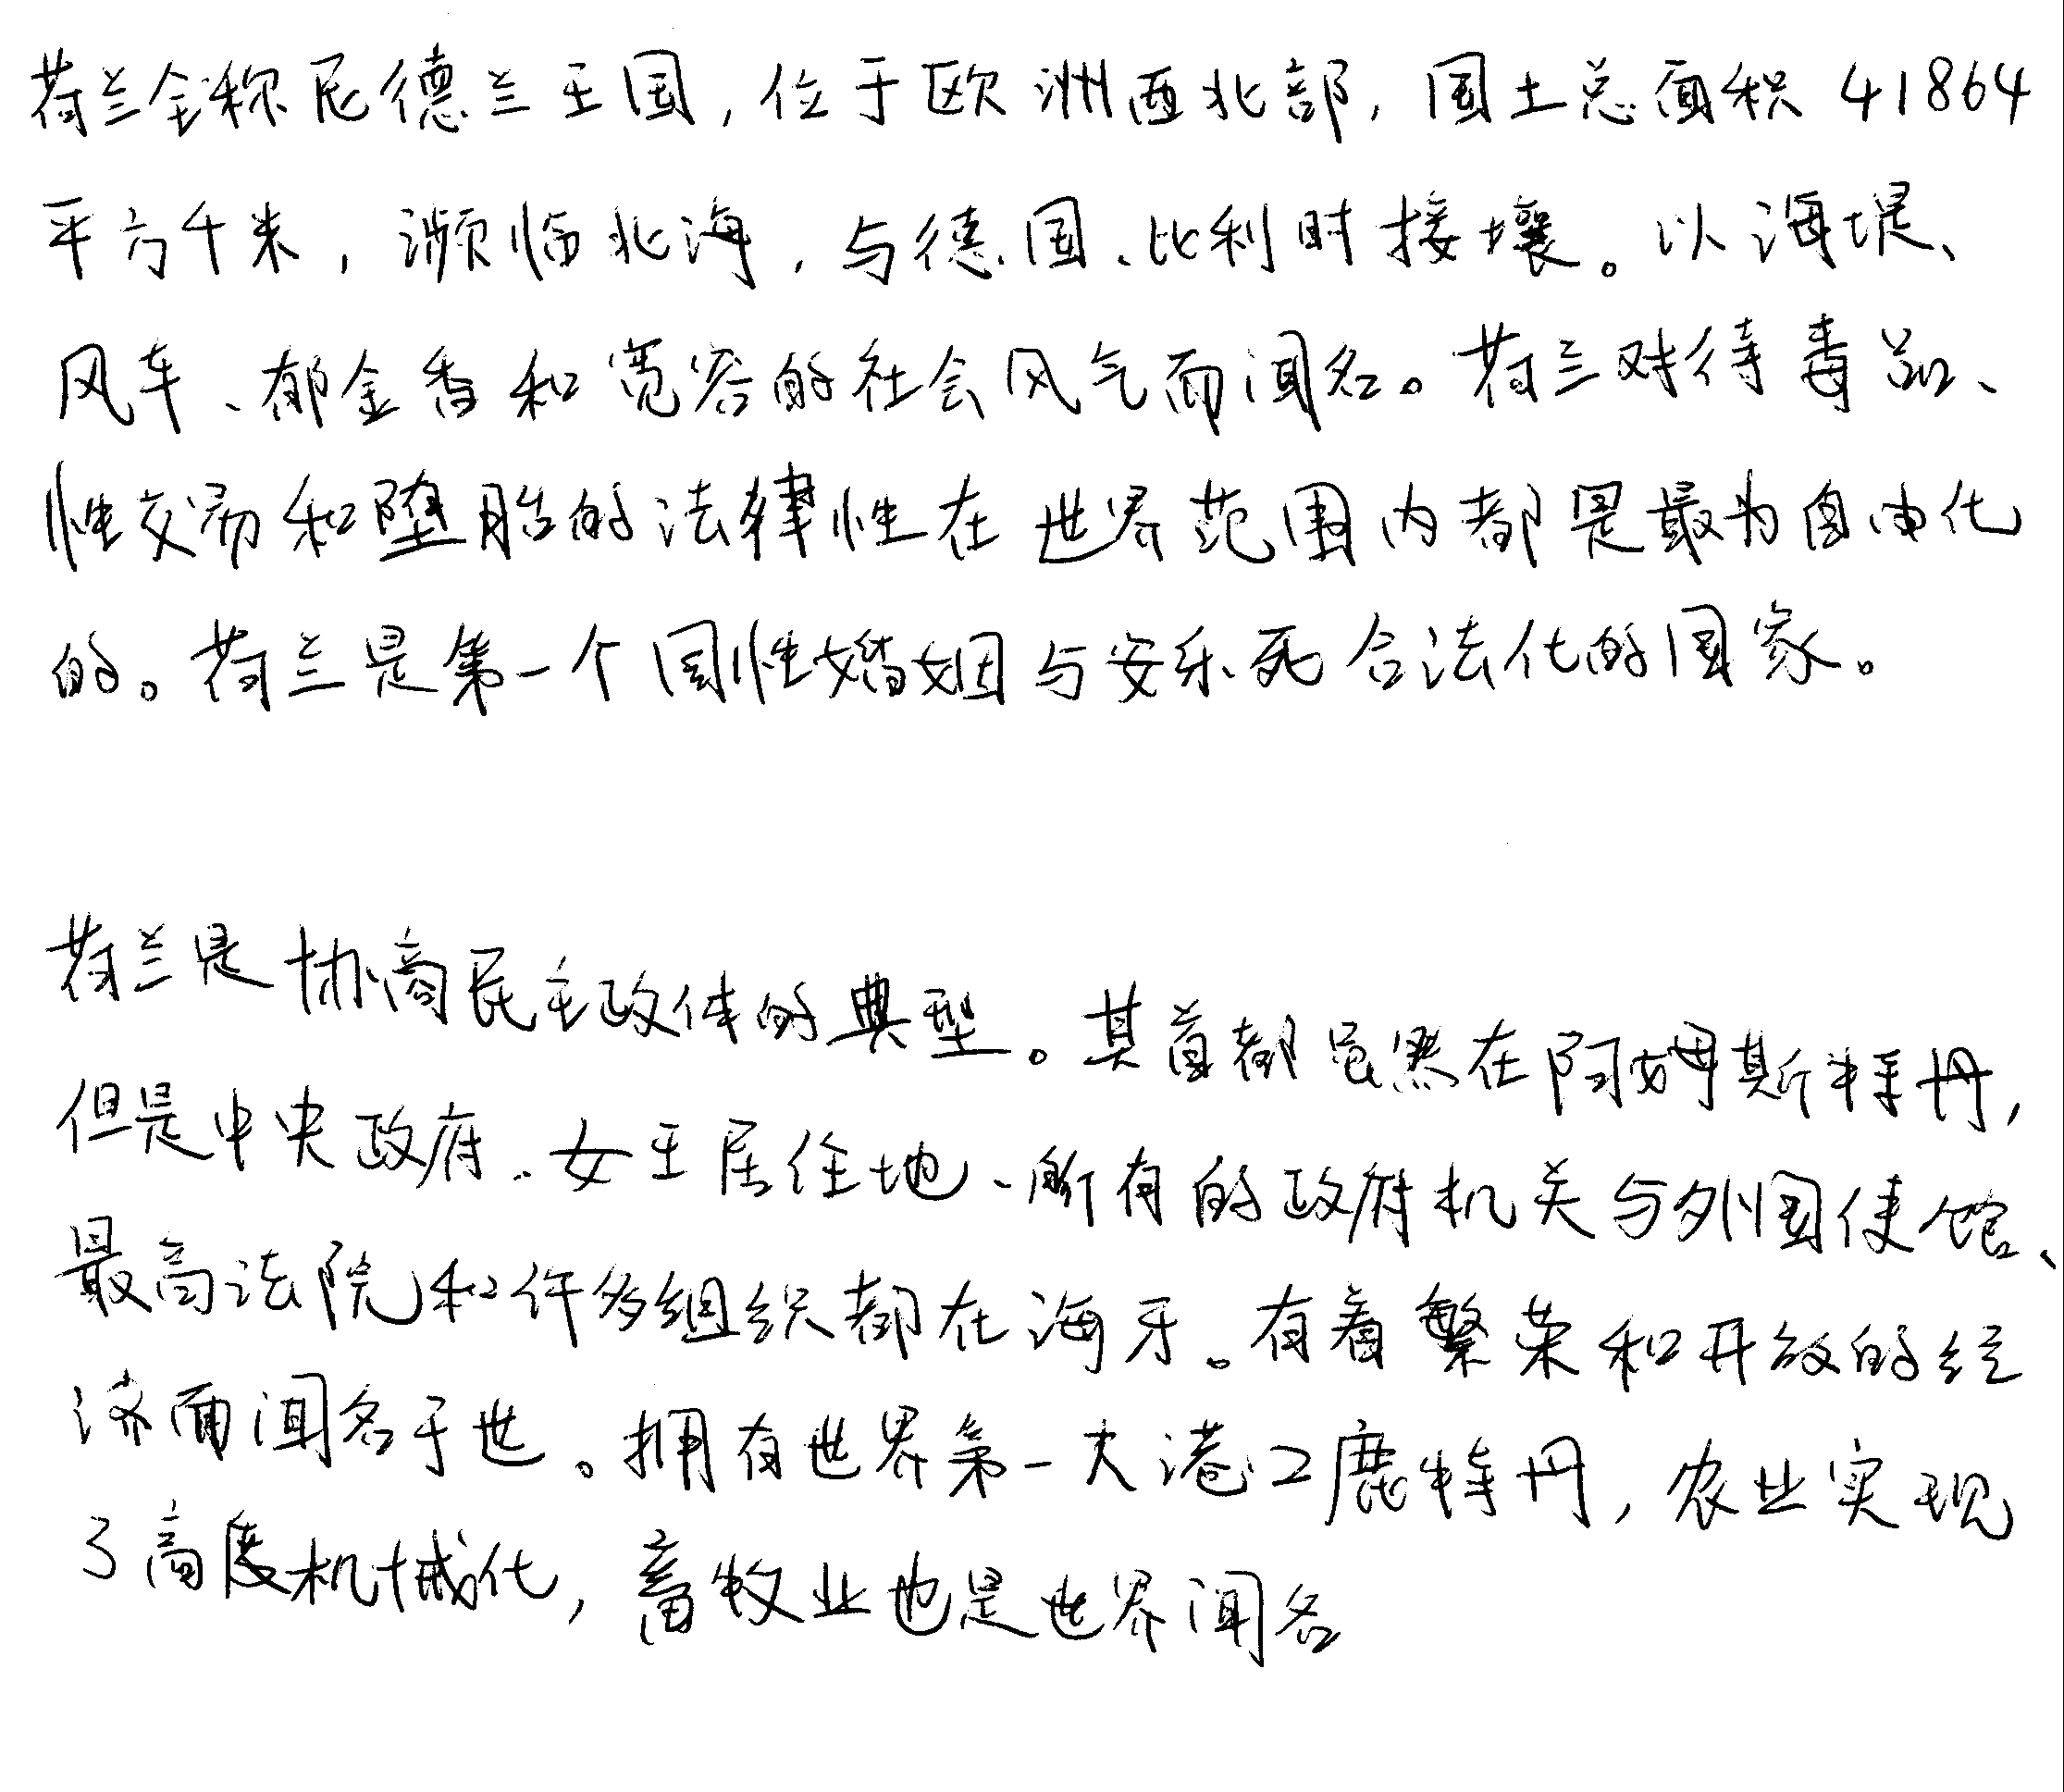 荷兰全称尼德兰王国，位于欧洲西北部，国土总面积41864
平方千米，濒临北海，与德国、比利时接壤。以海堤、
风车、郁金香和宽容的社会风气而闻名。荷兰对待毒品、
性交易和堕胎的法律性在世界范围内都是最为自由化
的。荷兰是第一个同性婚姻与安乐死合法化的国家。
荷兰是协商民主政体的典型。其首都虽然在阿姆斯特丹，
但是中央政府、女王居住地、所有的政府机关与外国使馆、
最高法院和许多组织都在海牙。有着繁荣和开放的经
济而闻名于世。拥有世界第一大港口鹿特丹，农业实现
了高度机械化，畜牧业也是世界闻名